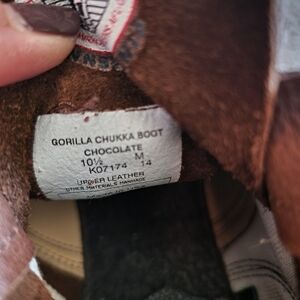 GORILLA CHUKKA BOOT
CHOCOLATE
10½ M
K07174 14
UPPER LEATHER
OTHER MATERIALS MANMADE